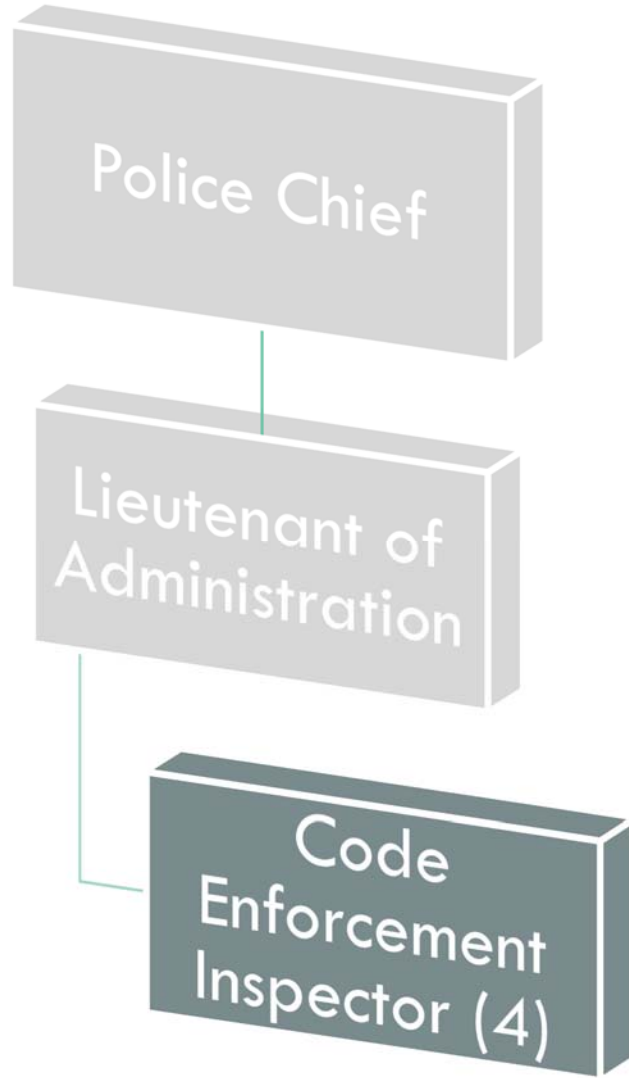 Police Chief
Lieutenant of
Administration
Code
Enforcement
Inspector (4)